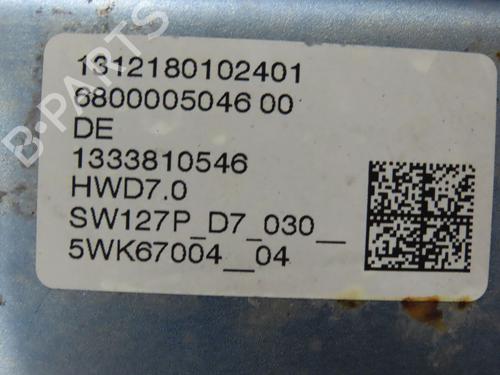 1312180102401
6800005046 00
DE
1333810546
HWD7.0
SW127P_D7_030__
5WK67004__04
B-PARTS